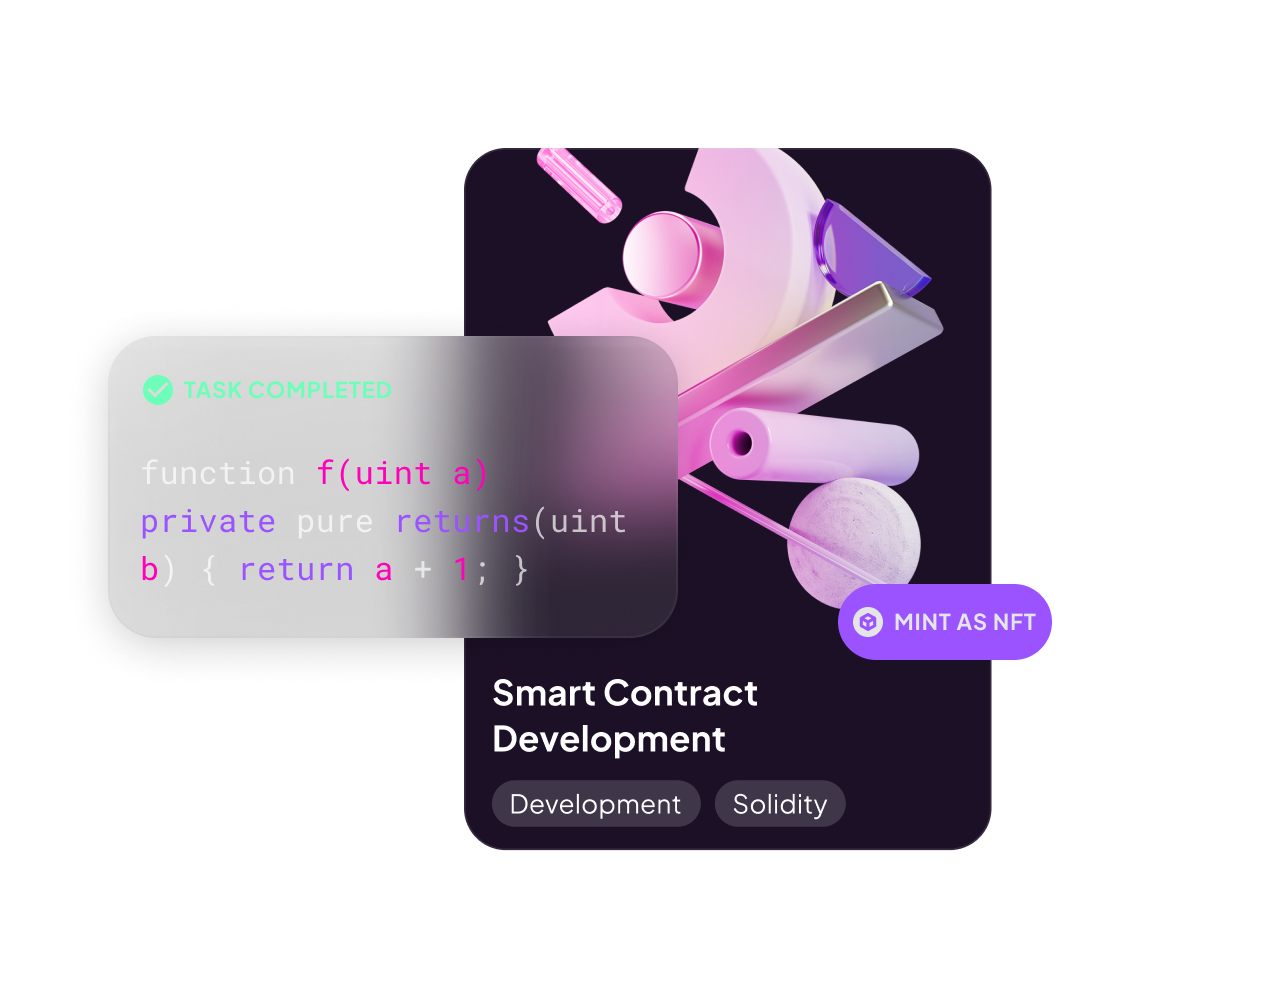 TASK COMPLETED
function f(uint a)
private pure returns(uint
b) { return a + 1; }
MINT AS NFT
Smart Contract
Development
Development
Solidity